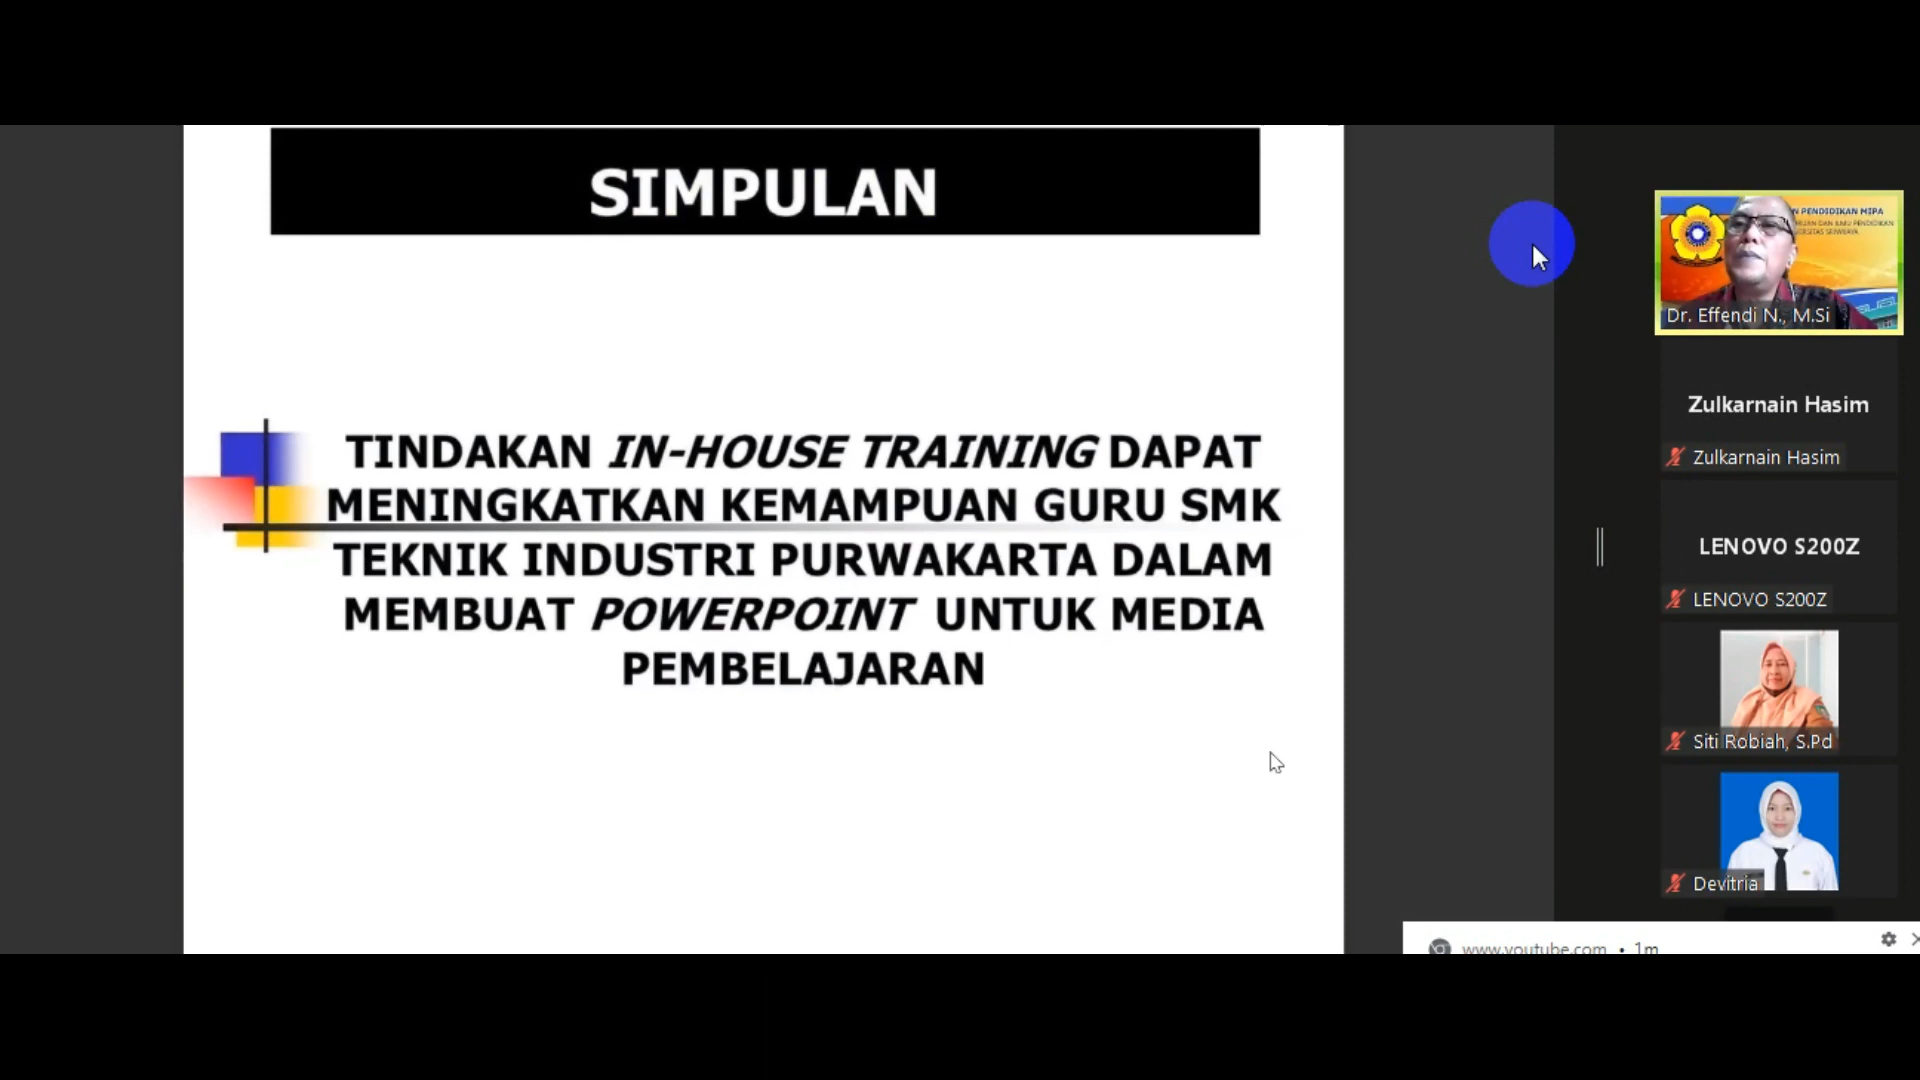 SIMPULAN
TINDAKAN IN-HOUSE TRAINING DAPAT
MENINGKATKAN KEMAMPUAN GURU SMK
TEKNIK INDUSTRI PURWAKARTA DALAM
MEMBUAT POWERPOINT UNTUK MEDIA
PEMBELAJARAN
N PENDIDIKAN MIPA
Dr. Effendi N., M.Si
Zulkarnain Hasim
Zulkarnain Hasim
LENOVO S200Z
LENOVO S200Z
Siti Robiah, S.Pd
Devitria
www.youtube.com • 1m